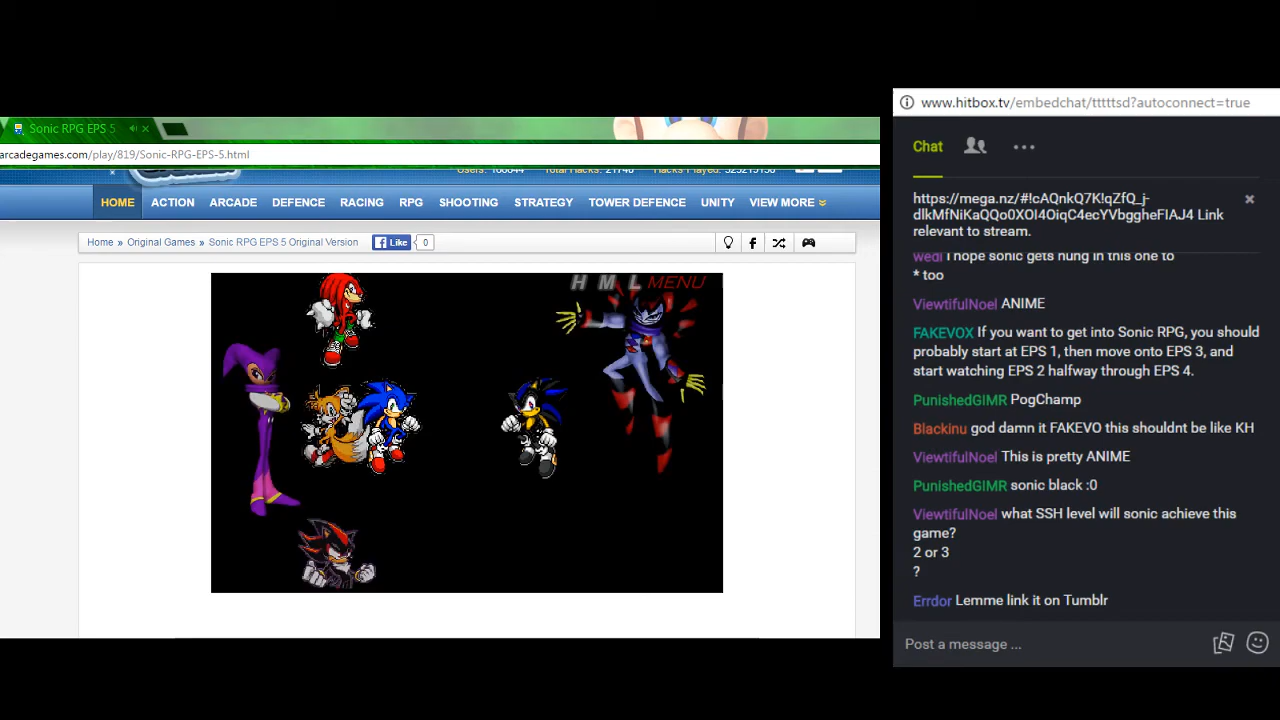 Sonic RPG EPS 5
arcadegames.com/play/819/Sonic-RPG-EPS-5.html
HOME ACTION ARCADE DEFENCE RACING RPG SHOOTING STRATEGY TOWER DEFENCE UNITY VIEW MORE
Home » Original Games » Sonic RPG EPS 5 Original Version Like 0
H M L MENU
www.hitbox.tv/embedchat/tttttsd?autoconnect=true
Chat
https://mega.nz/#!cAQnkQ7K!qZfQ_j-
dlkMfNiKaQQo0XOI4OiqC4ecYVbggheFIAJ4 Link
relevant to stream.
wedi I hope sonic gets hung in this one to
* too
ViewtifulNoel ANIME
FAKEVOX If you want to get into Sonic RPG, you should
probably start at EPS 1, then move onto EPS 3, and
start watching EPS 2 halfway through EPS 4.
PunishedGIMR PogChamp
Blackinu god damn it FAKEVO this shouldnt be like KH
ViewtifulNoel This is pretty ANIME
PunishedGIMR sonic black :0
ViewtifulNoel what SSH level will sonic achieve this
game?
2 or 3
?
Errdor Lemme link it on Tumblr
Post a message ...